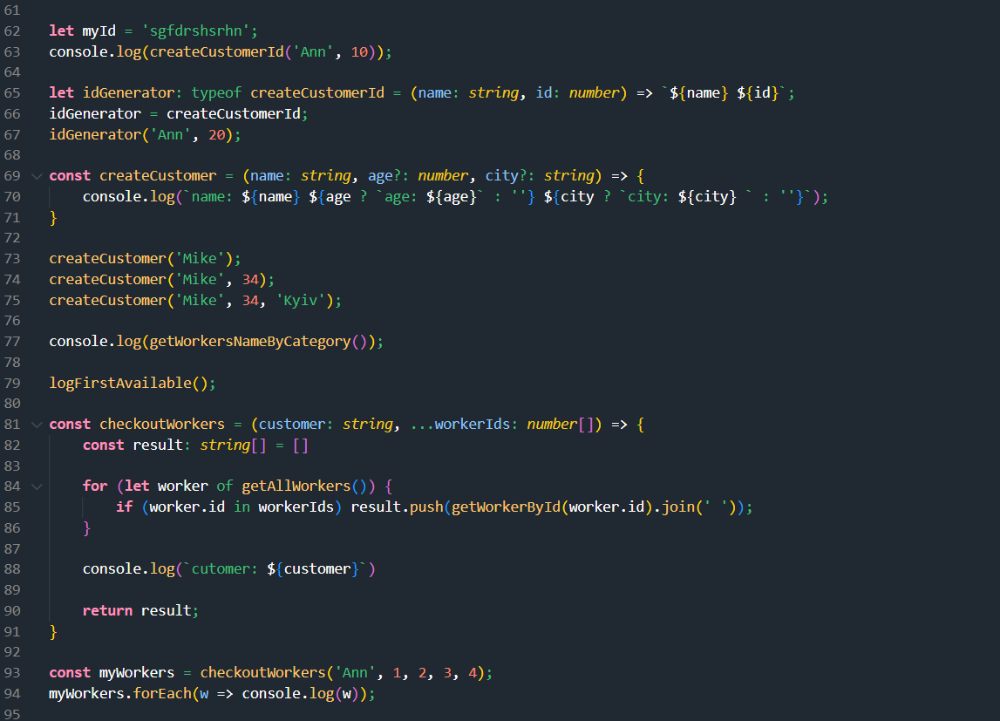 61
62 let myId = 'sgfdrshsrhn';
63 console.log(createCustomerId('Ann', 10));
64
65 let idGenerator: typeof createCustomerId = (name: string, id: number) => `${name} ${id}`;
66 idGenerator = createCustomerId;
67 idGenerator('Ann', 20);
68
69 const createCustomer = (name: string, age?: number, city?: string) => {
70     console.log(`name: ${name} ${age ? `age: ${age}` : ''} ${city ? `city: ${city} ` : ''}`);
71 }
72
73 createCustomer('Mike');
74 createCustomer('Mike', 34);
75 createCustomer('Mike', 34, 'Kyiv');
76
77 console.log(getWorkersNameByCategory());
78
79 logFirstAvailable();
80
81 const checkoutWorkers = (customer: string, ...workerIds: number[]) => {
82     const result: string[] = []
83
84     for (let worker of getAllWorkers()) {
85         if (worker.id in workerIds) result.push(getWorkerById(worker.id).join(' '));
86     }
87
88     console.log(`cutomer: ${customer}`)
89
90     return result;
91 }
92
93 const myWorkers = checkoutWorkers('Ann', 1, 2, 3, 4);
94 myWorkers.forEach(w => console.log(w));
95